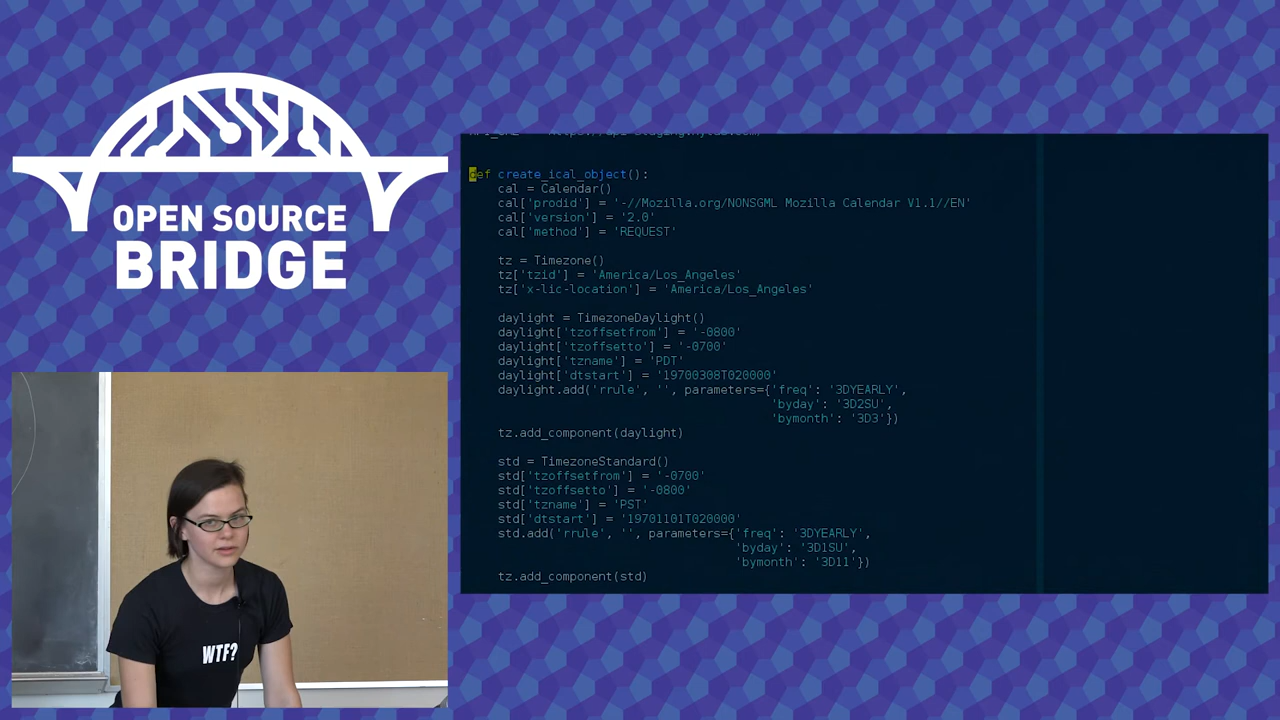 OPEN SOURCE
BRIDGE
def create_ical_object():
cal = Calendar()
cal['prodid'] = '-//Mozilla.org/NONSGML Mozilla Calendar V1.1//EN'
cal['version'] = '2.0'
cal['method'] = 'REQUEST'
tz = Timezone()
tz['tzid'] = 'America/Los_Angeles'
tz['x-lic-location'] = 'America/Los_Angeles'
daylight = TimezoneDaylight()
daylight['tzoffsetfrom'] = '-0800'
daylight['tzoffsetto'] = '-0700'
daylight['tzname'] = 'PDT'
daylight['dtstart'] = '19700308T020000'
daylight.add('rrule', '', parameters={'freq': '3DYEARLY',
'byday': '3D2SU',
'bymonth': '3D3'})
tz.add_component(daylight)
std = TimezoneStandard()
std['tzoffsetfrom'] = '-0700'
std['tzoffsetto'] = '-0800'
std['tzname'] = 'PST'
std['dtstart'] = '19701101T020000'
std.add('rrule', '', parameters={'freq': '3DYEARLY',
'byday': '3D1SU',
'bymonth': '3D11'})
tz.add_component(std)
WTF?